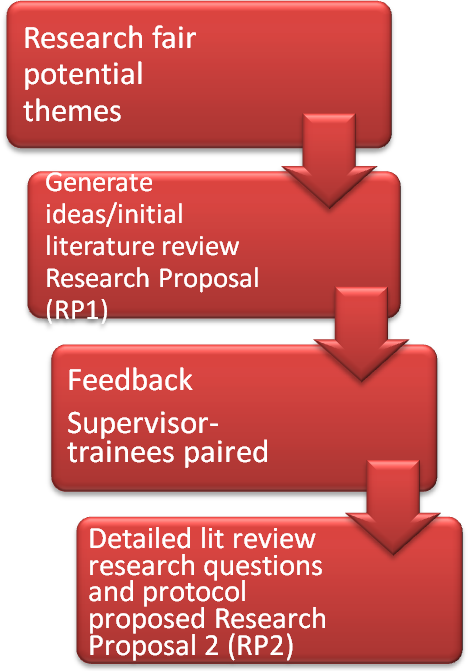 Research fair
potential
themes
Generate
ideas/initial
literature review
Research Proposal
(RP1)
Feedback
Supervisor-
trainees paired
Detailed lit review
research questions
and protocol
proposed Research
Proposal 2 (RP2)